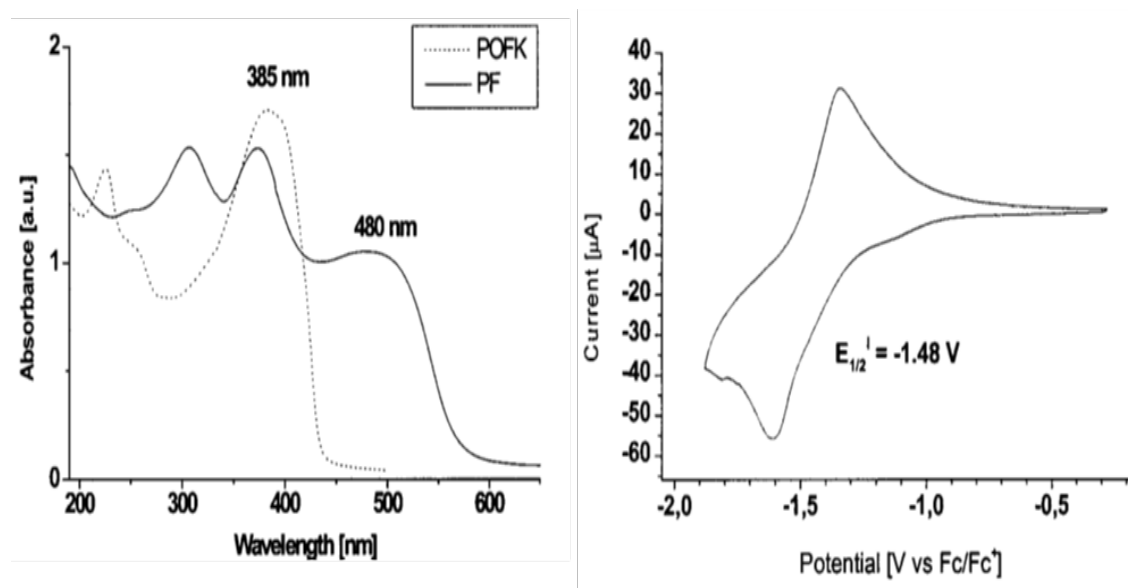 2
1
0
Absorbance [a.u.]
POFK
PF
385 nm
480 nm
200 300 400 500 600
Wavelength [nm]
40
30
20
10
0
-10
-20
-30
-40
-50
-60
Current [µA]
E1/2 I = -1.48 V
-2,0 -1,5 -1,0 -0,5
Potential [V vs Fc/Fc+]